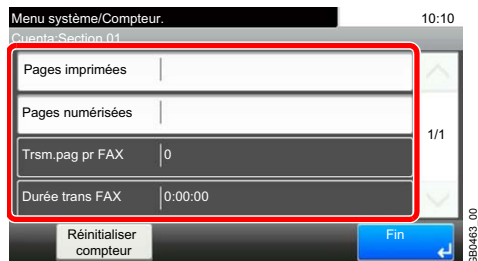 Menu système/Compteur. 10:10
Cuenta:Section 01
Pages imprimées
Pages numérisées
1/1
Trsm.pag pr FAX 0
Durée trans FAX 0:00:00
Réinitialiser
compteur
Fin
GB0463_00